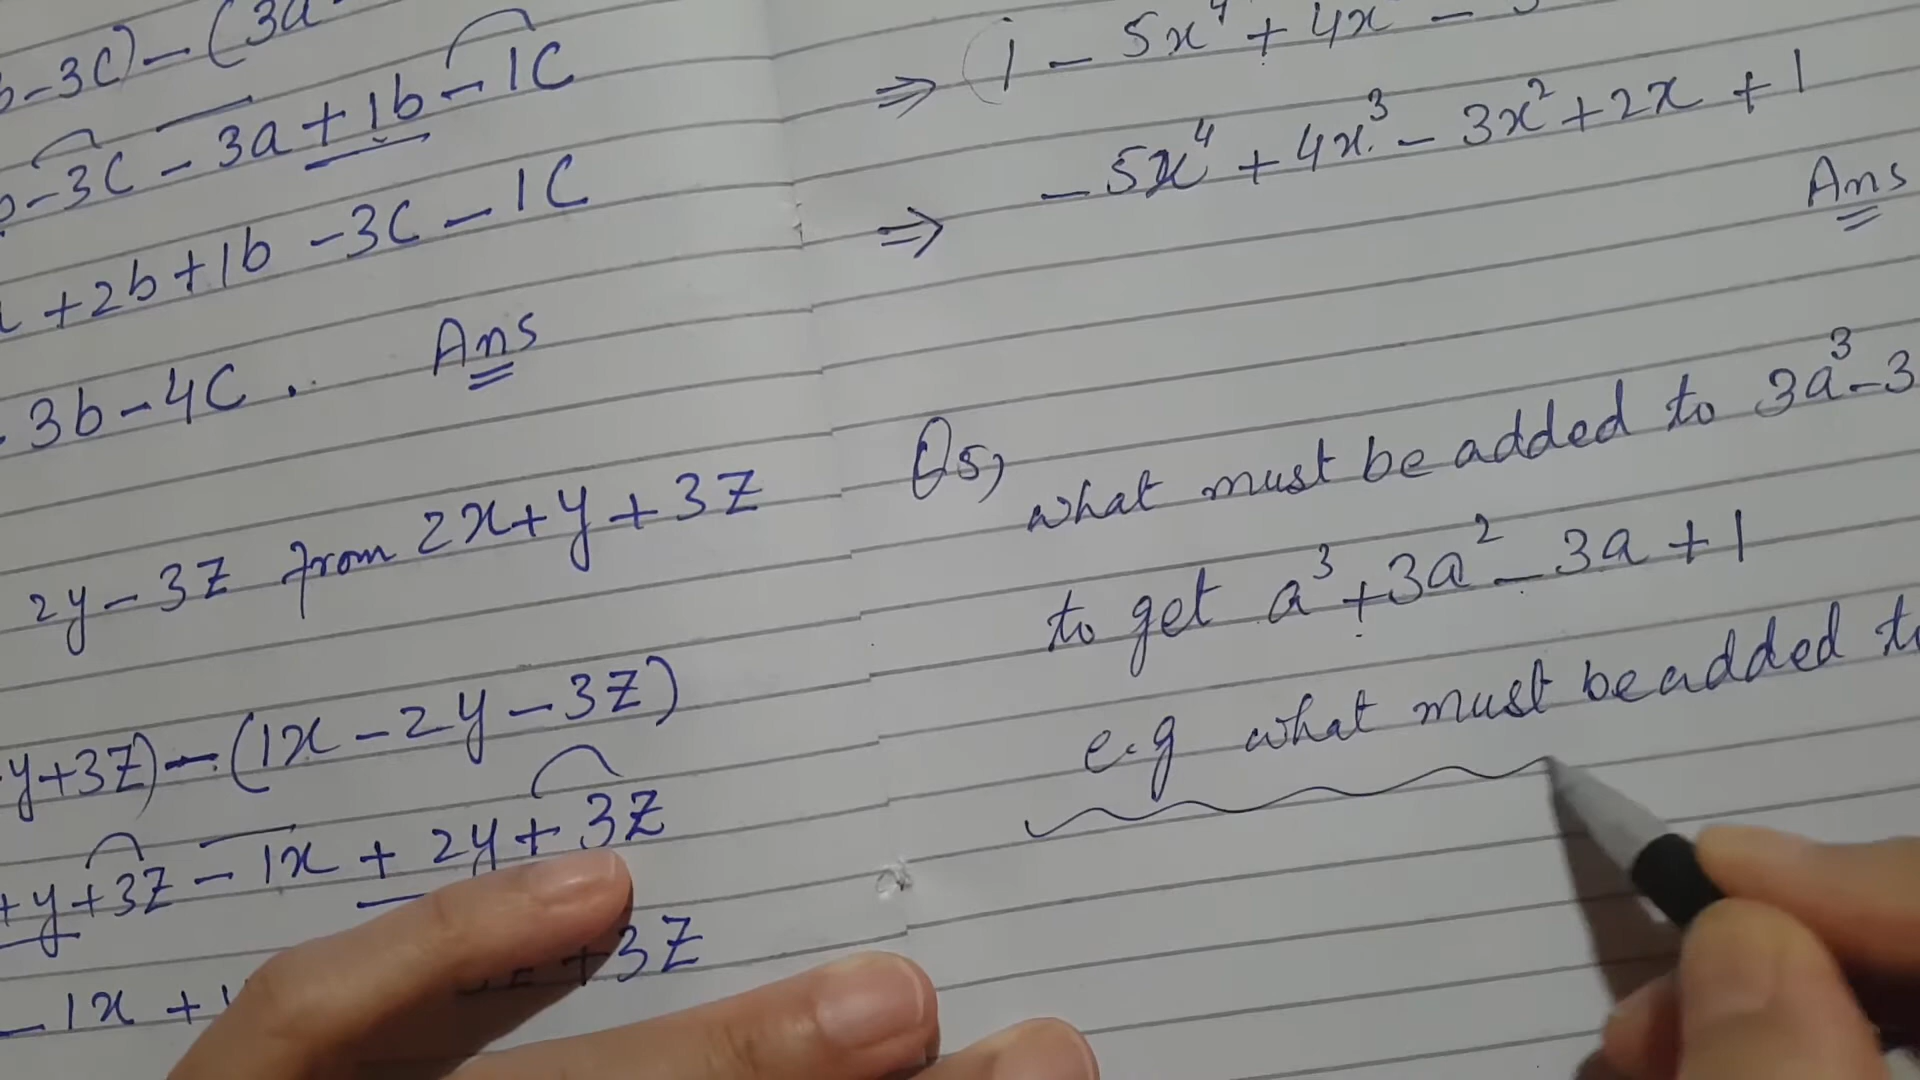 b-3C)-(3a
b-3C-3a+1b-1C
+2b+1b-3C-1C
3b-4C. Ans
2y-3Z from 2x+y+3Z
y+3Z)-(1x-2y-3Z)
+y+3Z-1x+2y+3Z
-1x+ +3Z
⇒ (1-5x⁴+4x -
⇒ -5x⁴+4x³-3x²+2x+1
Ans
Q5, what must be added to 3a³-3
to get a³+3a²-3a+1
e.g what must be added to